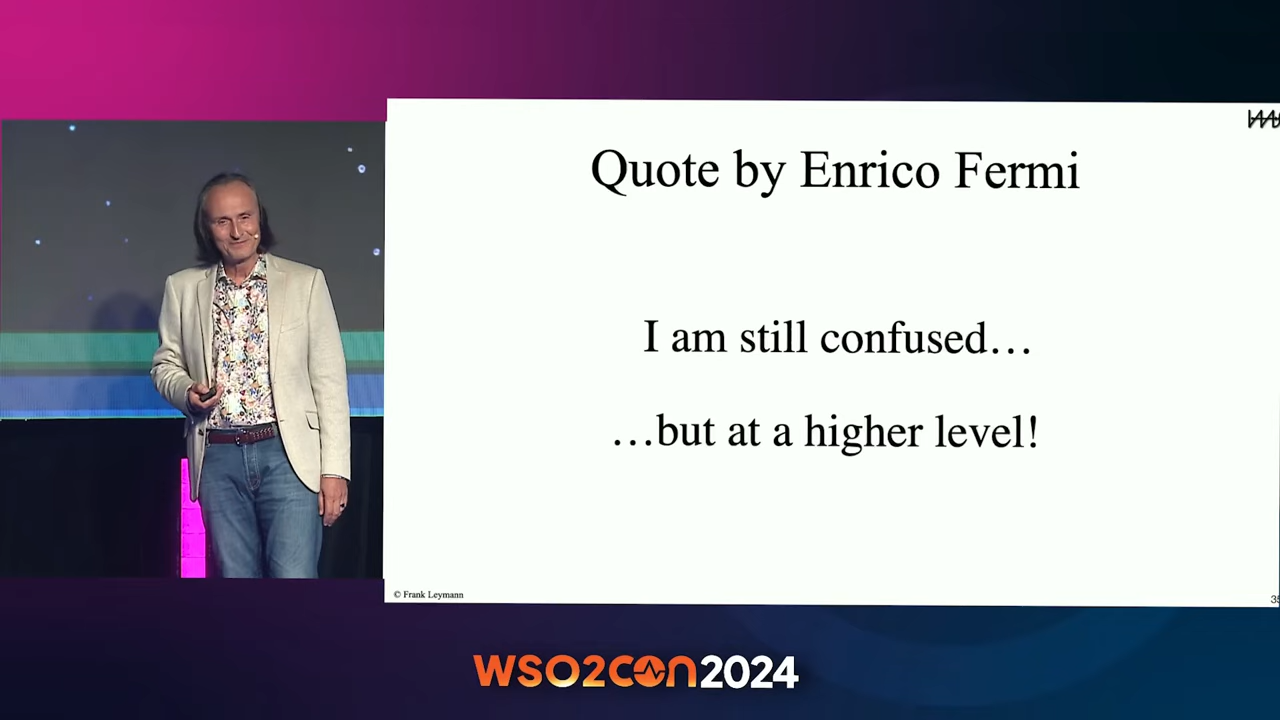 Quote by Enrico Fermi
I am still confused…
…but at a higher level!
© Frank Leymann
WSO2CON2024